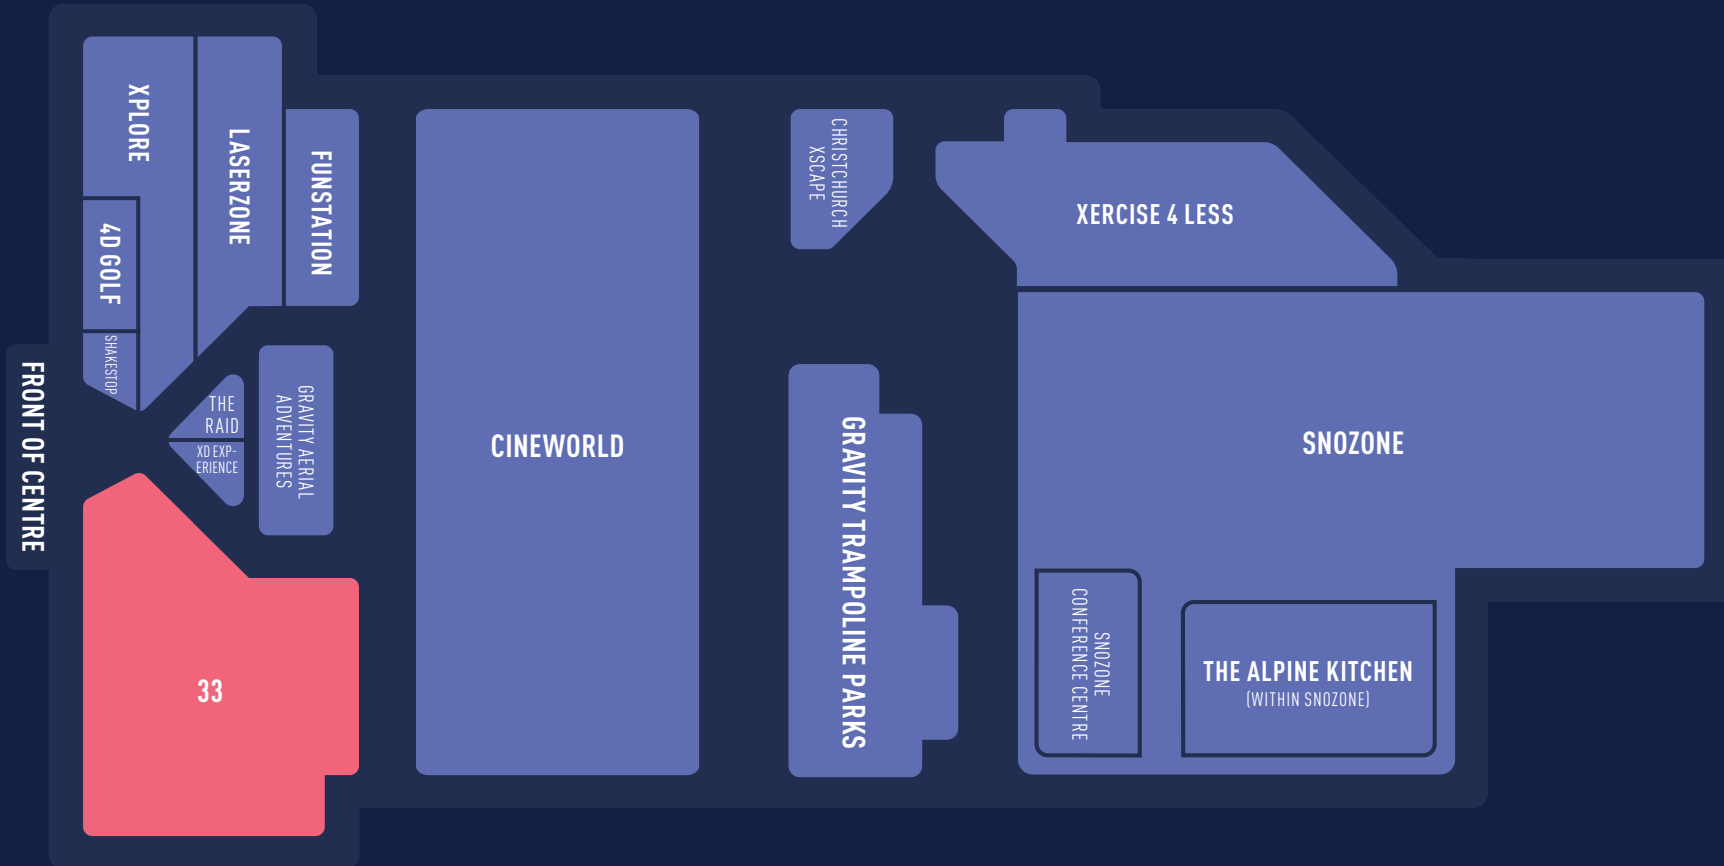 XPLORE
LASERZONE
FUNSTATION
4D GOLF
SHAKESTOP
FRONT OF CENTRE
THE
RAID
XD EXP-
ERIENCE
GRAVITY AERIAL
ADVENTURES
33
CINEWORLD
CHRISTCHURCH
XSCAPE
GRAVITY TRAMPOLINE PARKS
XERCISE 4 LESS
SNOZONE
SNOZONE
CONFERENCE CENTRE
THE ALPINE KITCHEN
(WITHIN SNOZONE)